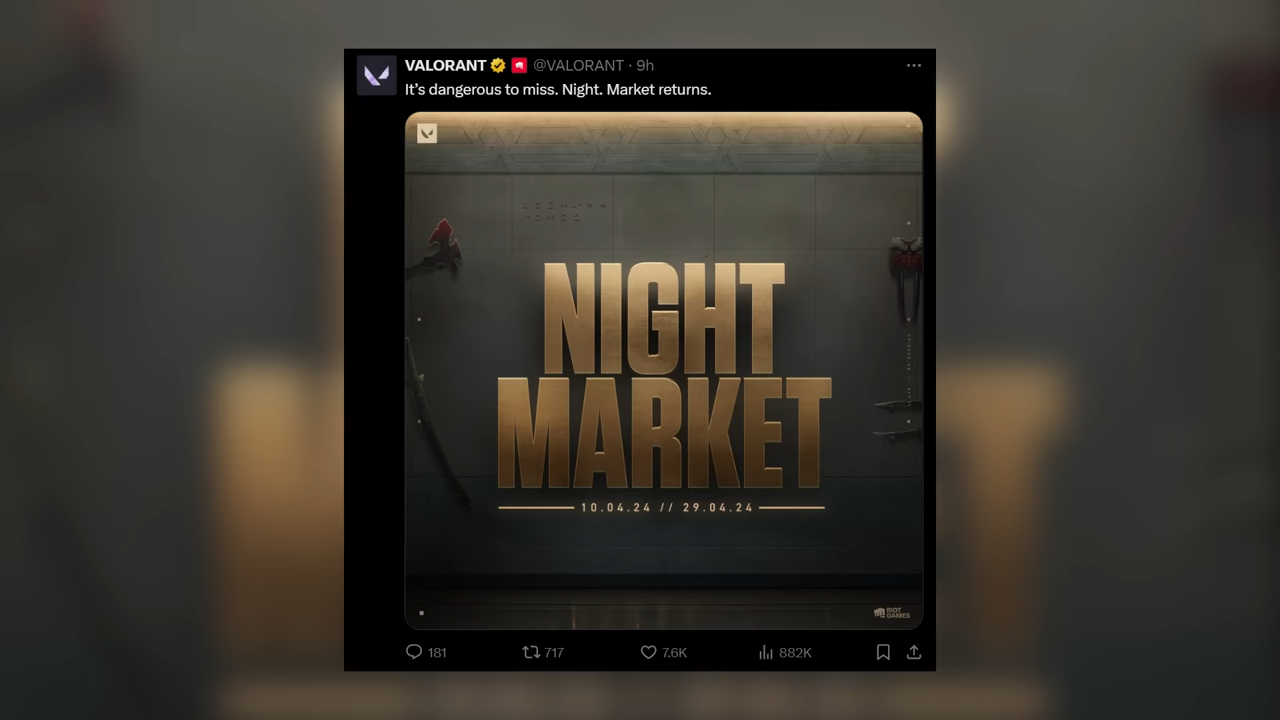 VALORANT @VALORANT · 9h
It's dangerous to miss. Night. Market returns.
NIGHT
MARKET
10.04.24 // 29.04.24
RIOT
GAMES
181 717 7.6K 882K